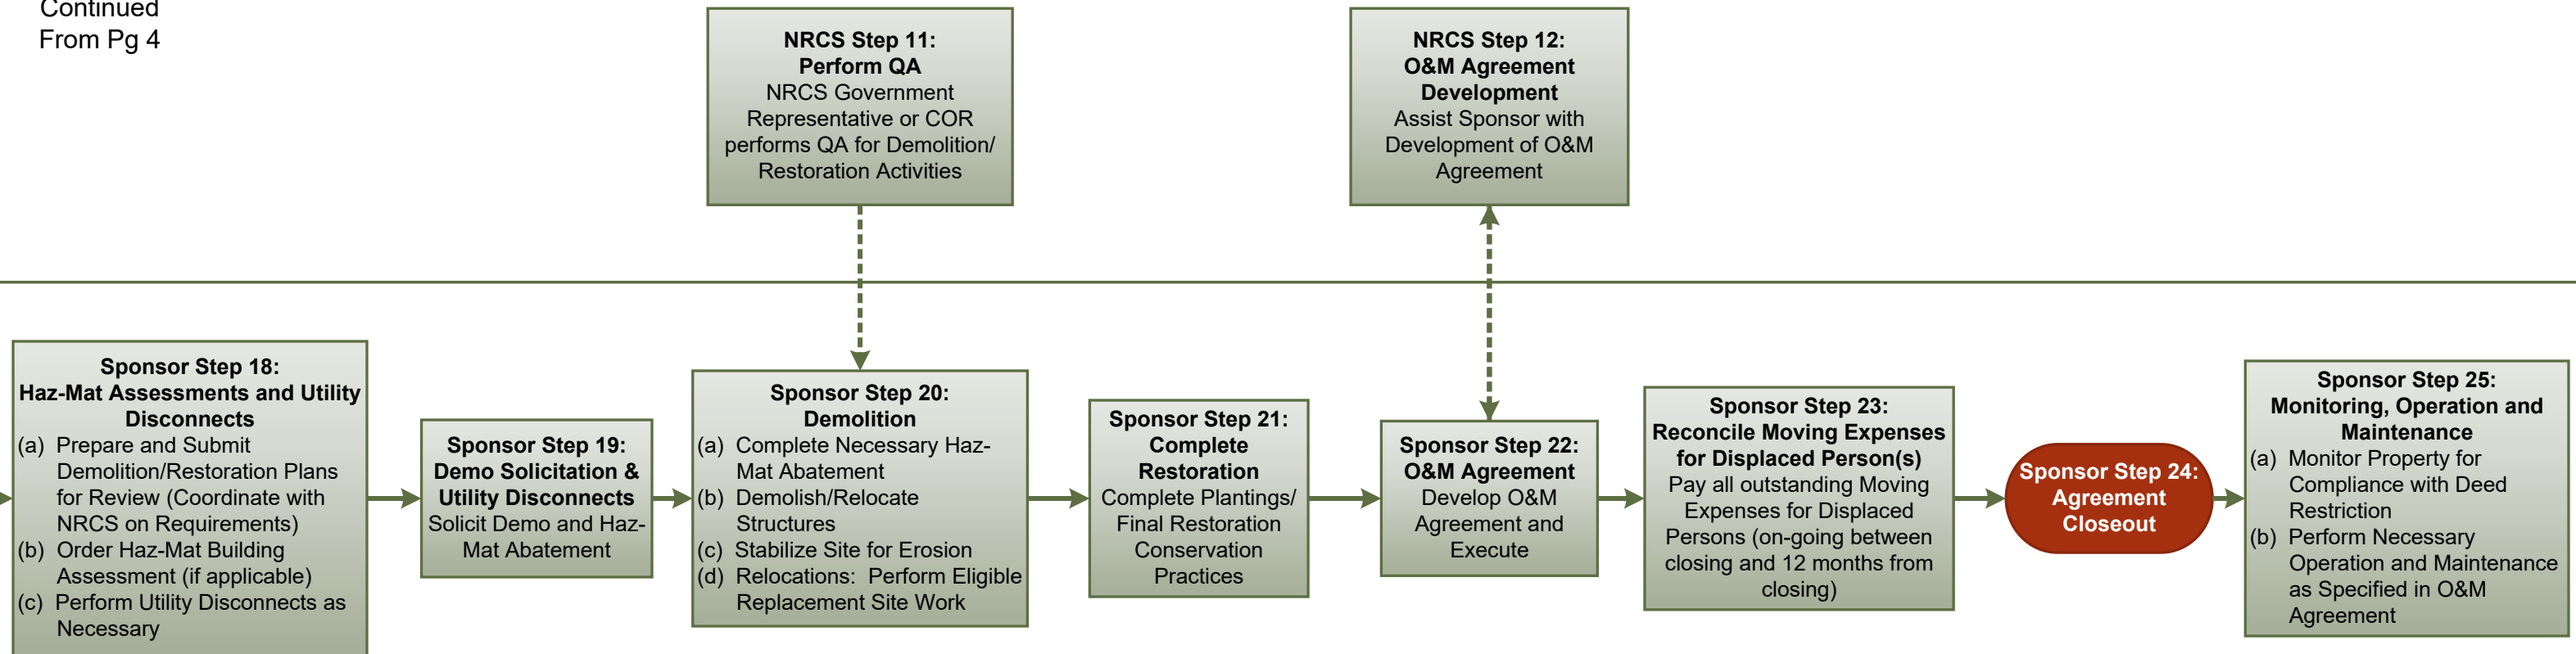 Continued
From Pg 4
NRCS Step 11:
Perform QA
NRCS Government
Representative or COR
performs QA for Demolition/
Restoration Activities
NRCS Step 12:
O&M Agreement
Development
Assist Sponsor with
Development of O&M
Agreement
Sponsor Step 18:
Haz-Mat Assessments and Utility
Disconnects
(a) Prepare and Submit
Demolition/Restoration Plans
for Review (Coordinate with
NRCS on Requirements)
(b) Order Haz-Mat Building
Assessment (if applicable)
(c) Perform Utility Disconnects as
Necessary
Sponsor Step 19:
Demo Solicitation &
Utility Disconnects
Solicit Demo and Haz-
Mat Abatement
Sponsor Step 20:
Demolition
(a) Complete Necessary Haz-
Mat Abatement
(b) Demolish/Relocate
Structures
(c) Stabilize Site for Erosion
(d) Relocations: Perform Eligible
Replacement Site Work
Sponsor Step 21:
Complete
Restoration
Complete Plantings/
Final Restoration
Conservation
Practices
Sponsor Step 22:
O&M Agreement
Develop O&M
Agreement and
Execute
Sponsor Step 23:
Reconcile Moving Expenses
for Displaced Person(s)
Pay all outstanding Moving
Expenses for Displaced
Persons (on-going between
closing and 12 months from
closing)
Sponsor Step 24:
Agreement
Closeout
Sponsor Step 25:
Monitoring, Operation and
Maintenance
(a) Monitor Property for
Compliance with Deed
Restriction
(b) Perform Necessary
Operation and Maintenance
as Specified in O&M
Agreement